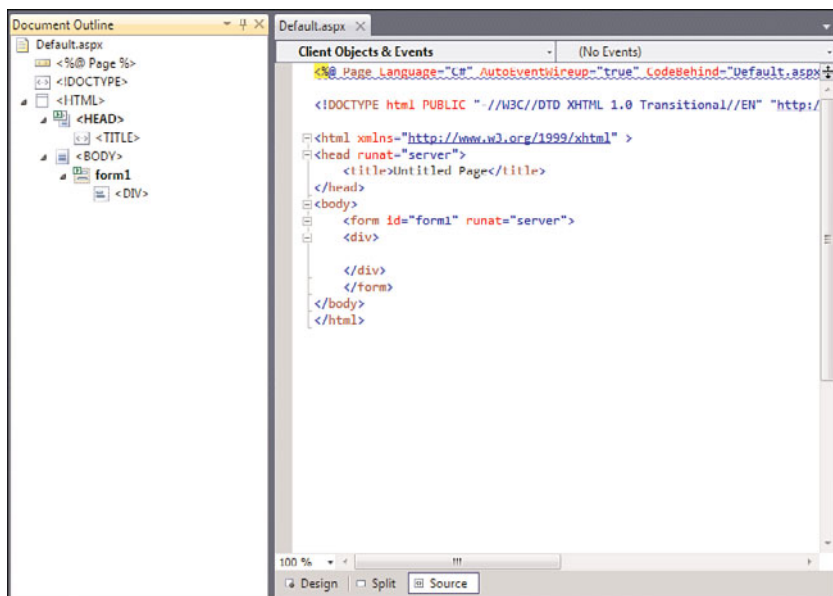 Document Outline
Default.aspx
<%@ Page %>
<!DOCTYPE>
<HTML>
<HEAD>
<TITLE>
<BODY>
form1
<DIV>
Default.aspx
Client Objects & Events
(No Events)
<%@ Page Language="C#" AutoEventWireup="true" CodeBehind="Default.aspx
<!DOCTYPE html PUBLIC "-//W3C//DTD XHTML 1.0 Transitional//EN" "http:/
<html xmlns="http://www.w3.org/1999/xhtml" >
<head runat="server">
<title>Untitled Page</title>
</head>
<body>
<form id="form1" runat="server">
<div>
</div>
</form>
</body>
</html>
100 %
Design
Split
Source